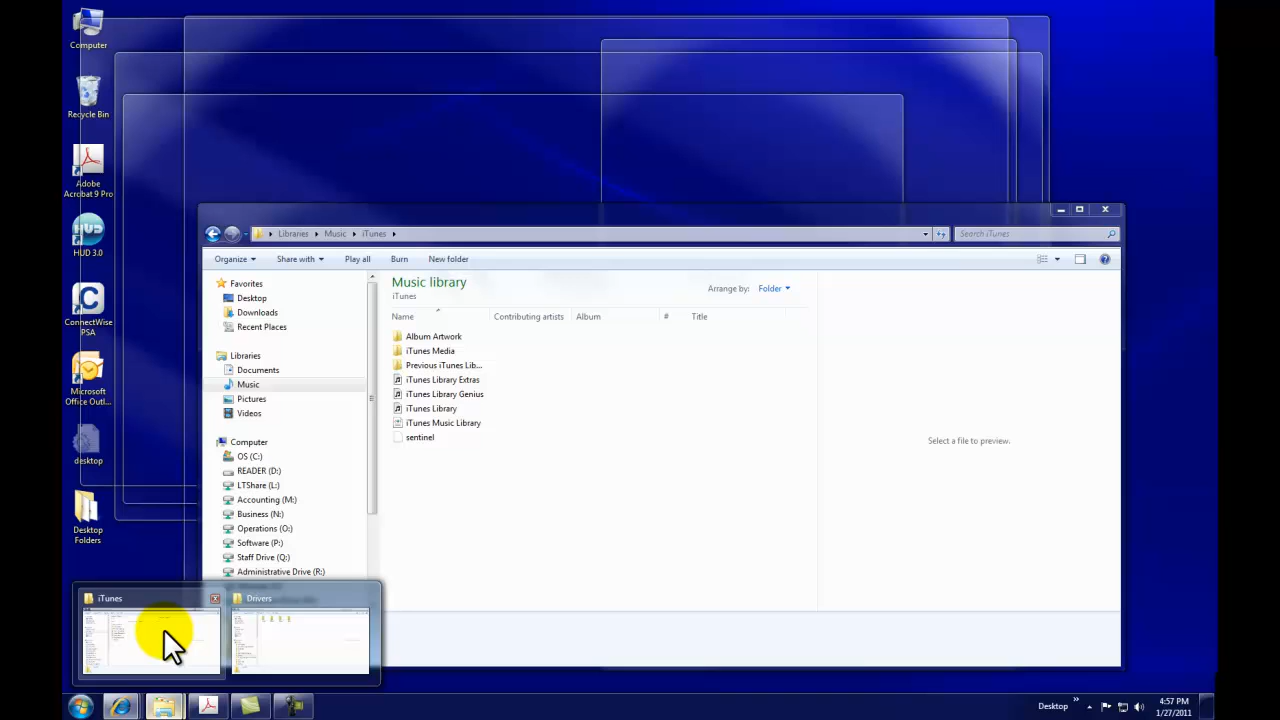 Computer
Recycle Bin
Adobe
Acrobat 9 Pro
HUD
HUD 3.0
C
ConnectWise
PSA
Microsoft
Office Outl...
desktop
Desktop
Folders
Libraries Music iTunes
Search iTunes
Organize Share with Play all Burn New folder
Favorites
Desktop
Downloads
Recent Places
Libraries
Documents
Music
Pictures
Videos
Computer
OS (C:)
READER (D:)
LTShare (L:)
Accounting (M:)
Business (N:)
Operations (O:)
Software (P:)
Staff Drive (Q:)
Administrative Drive (R:)
Music library
iTunes
Arrange by: Folder
Name Contributing artists Album # Title
Album Artwork
iTunes Media
Previous iTunes Lib...
iTunes Library Extras
iTunes Library Genius
iTunes Library
iTunes Music Library
sentinel
Select a file to preview.
iTunes
Drivers
Desktop
4:57 PM
1/27/2011